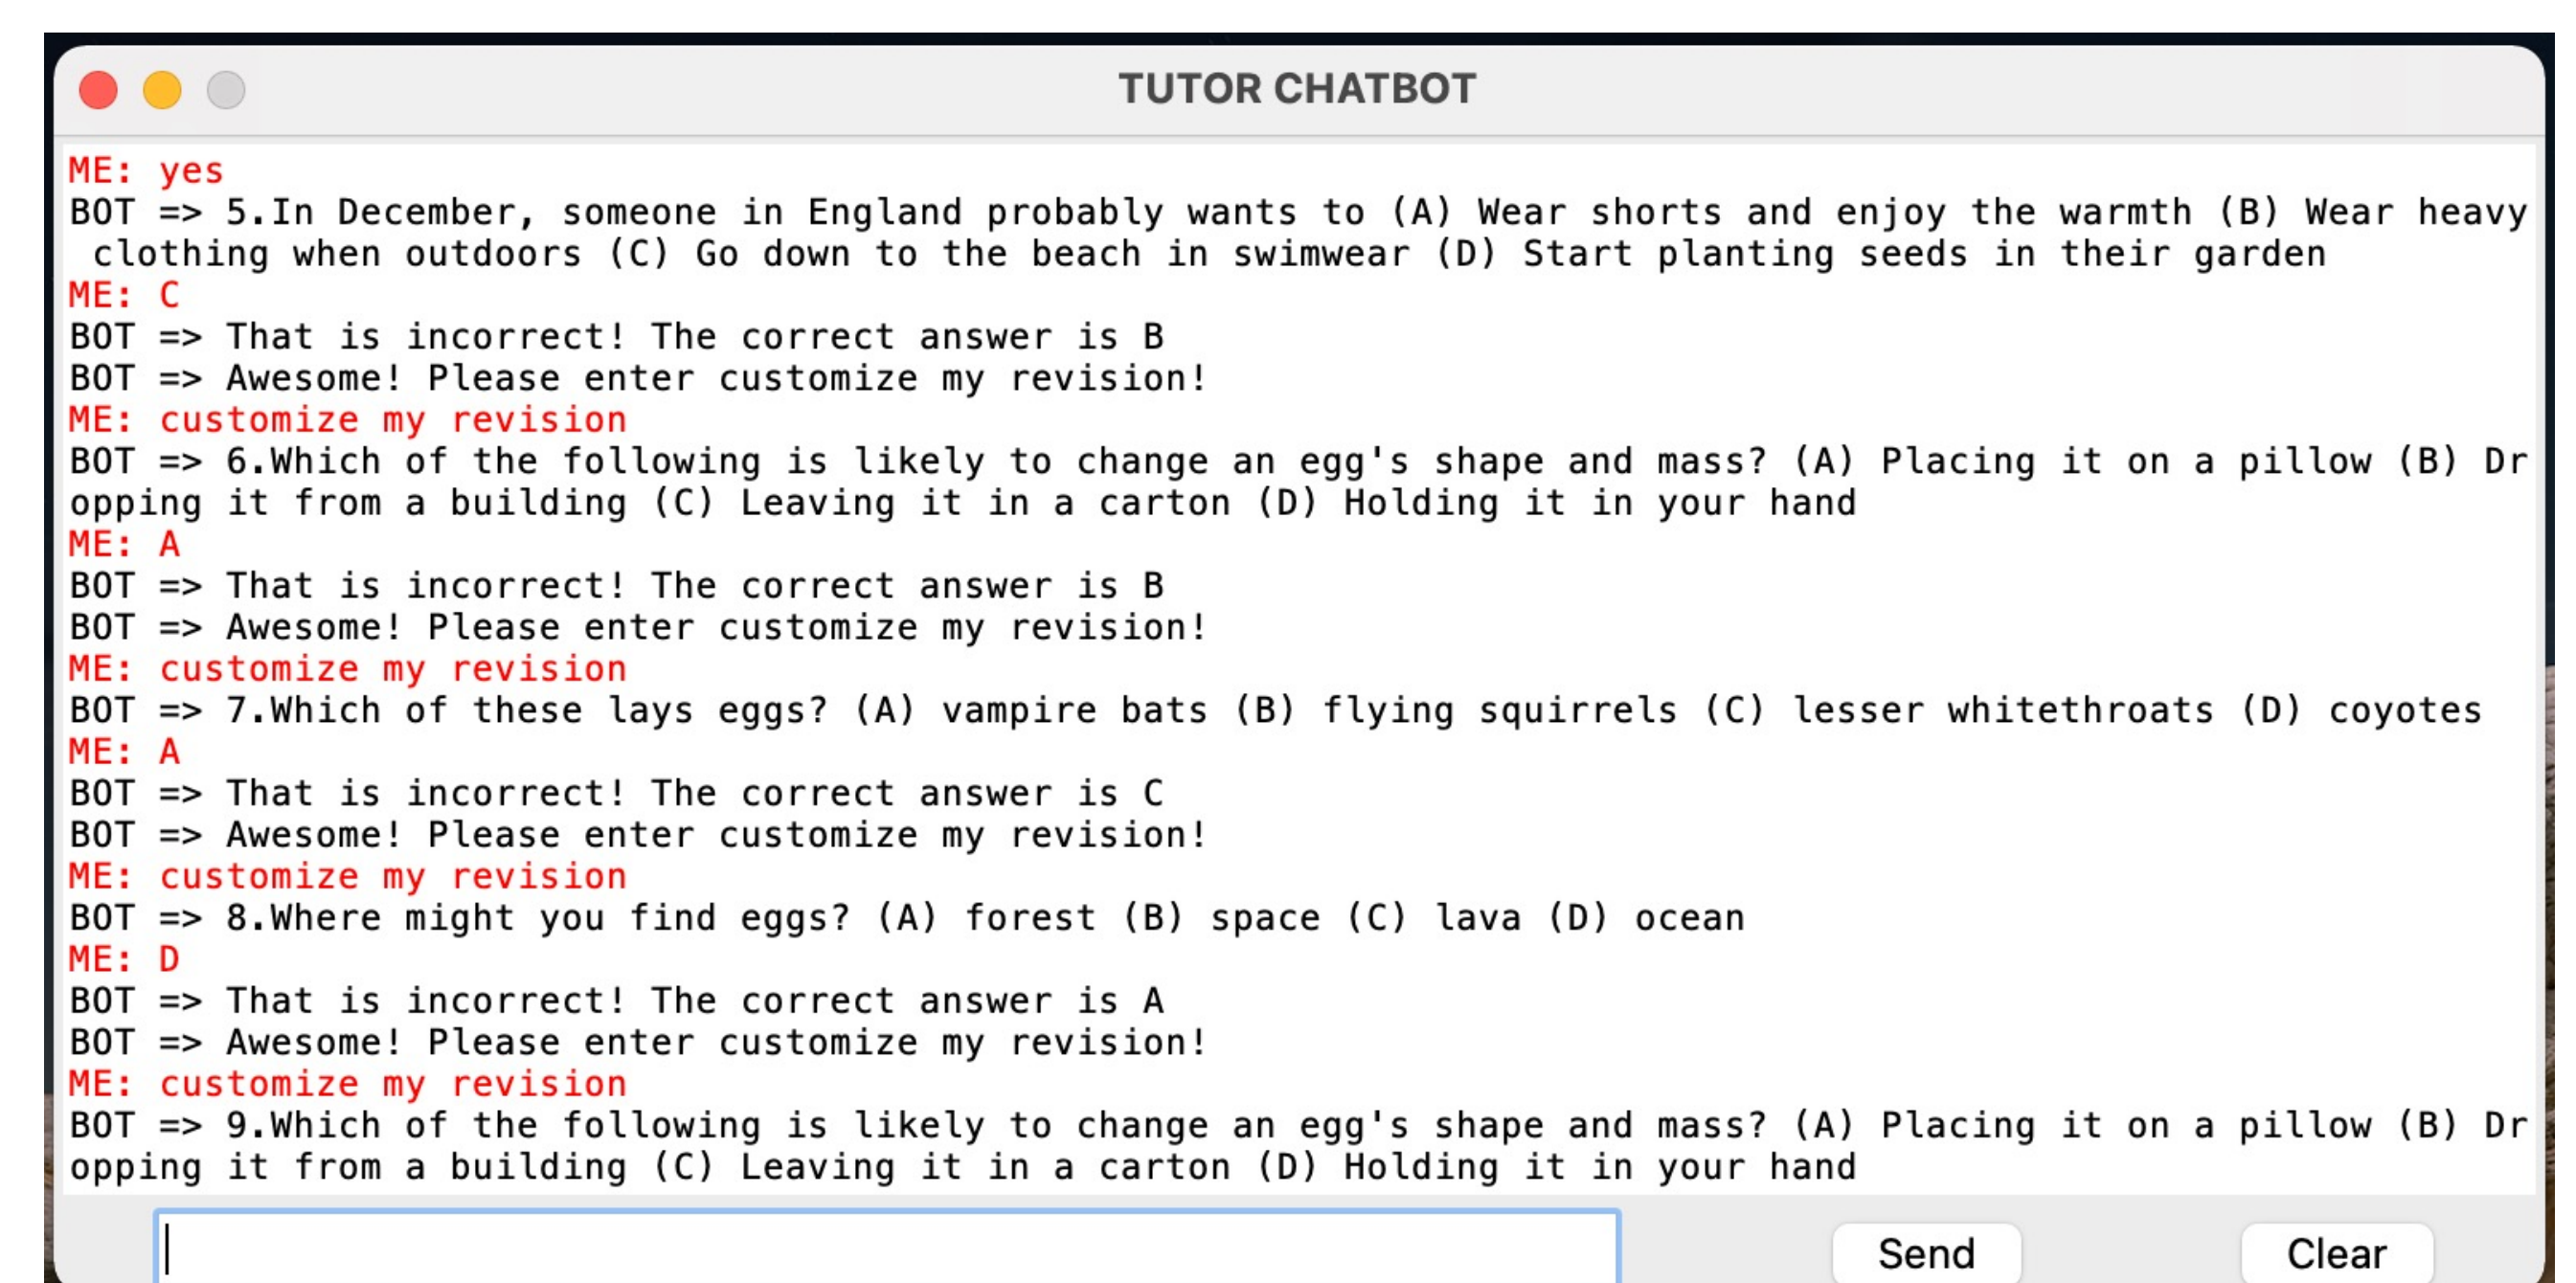 TUTOR CHATBOT
ME: yes
BOT => 5.In December, someone in England probably wants to (A) Wear shorts and enjoy the warmth (B) Wear heavy
clothing when outdoors (C) Go down to the beach in swimwear (D) Start planting seeds in their garden
ME: C
BOT => That is incorrect! The correct answer is B
BOT => Awesome! Please enter customize my revision!
ME: customize my revision
BOT => 6.Which of the following is likely to change an egg's shape and mass? (A) Placing it on a pillow (B) Dr
opping it from a building (C) Leaving it in a carton (D) Holding it in your hand
ME: A
BOT => That is incorrect! The correct answer is B
BOT => Awesome! Please enter customize my revision!
ME: customize my revision
BOT => 7.Which of these lays eggs? (A) vampire bats (B) flying squirrels (C) lesser whitethroats (D) coyotes
ME: A
BOT => That is incorrect! The correct answer is C
BOT => Awesome! Please enter customize my revision!
ME: customize my revision
BOT => 8.Where might you find eggs? (A) forest (B) space (C) lava (D) ocean
ME: D
BOT => That is incorrect! The correct answer is A
BOT => Awesome! Please enter customize my revision!
ME: customize my revision
BOT => 9.Which of the following is likely to change an egg's shape and mass? (A) Placing it on a pillow (B) Dr
opping it from a building (C) Leaving it in a carton (D) Holding it in your hand
Send Clear